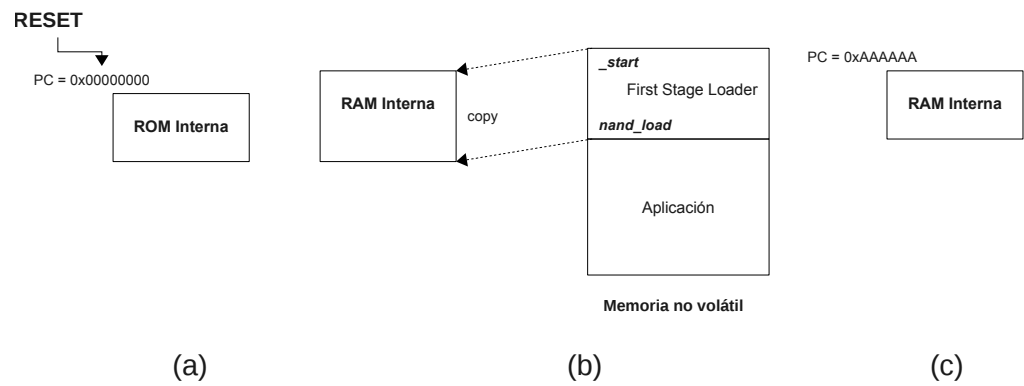 RESET
PC = 0x00000000
ROM Interna
RAM Interna
copy
_start
First Stage Loader
nand_load
Aplicación
Memoria no volátil
PC = 0xAAAAAA
RAM Interna
(a)
(b)
(c)